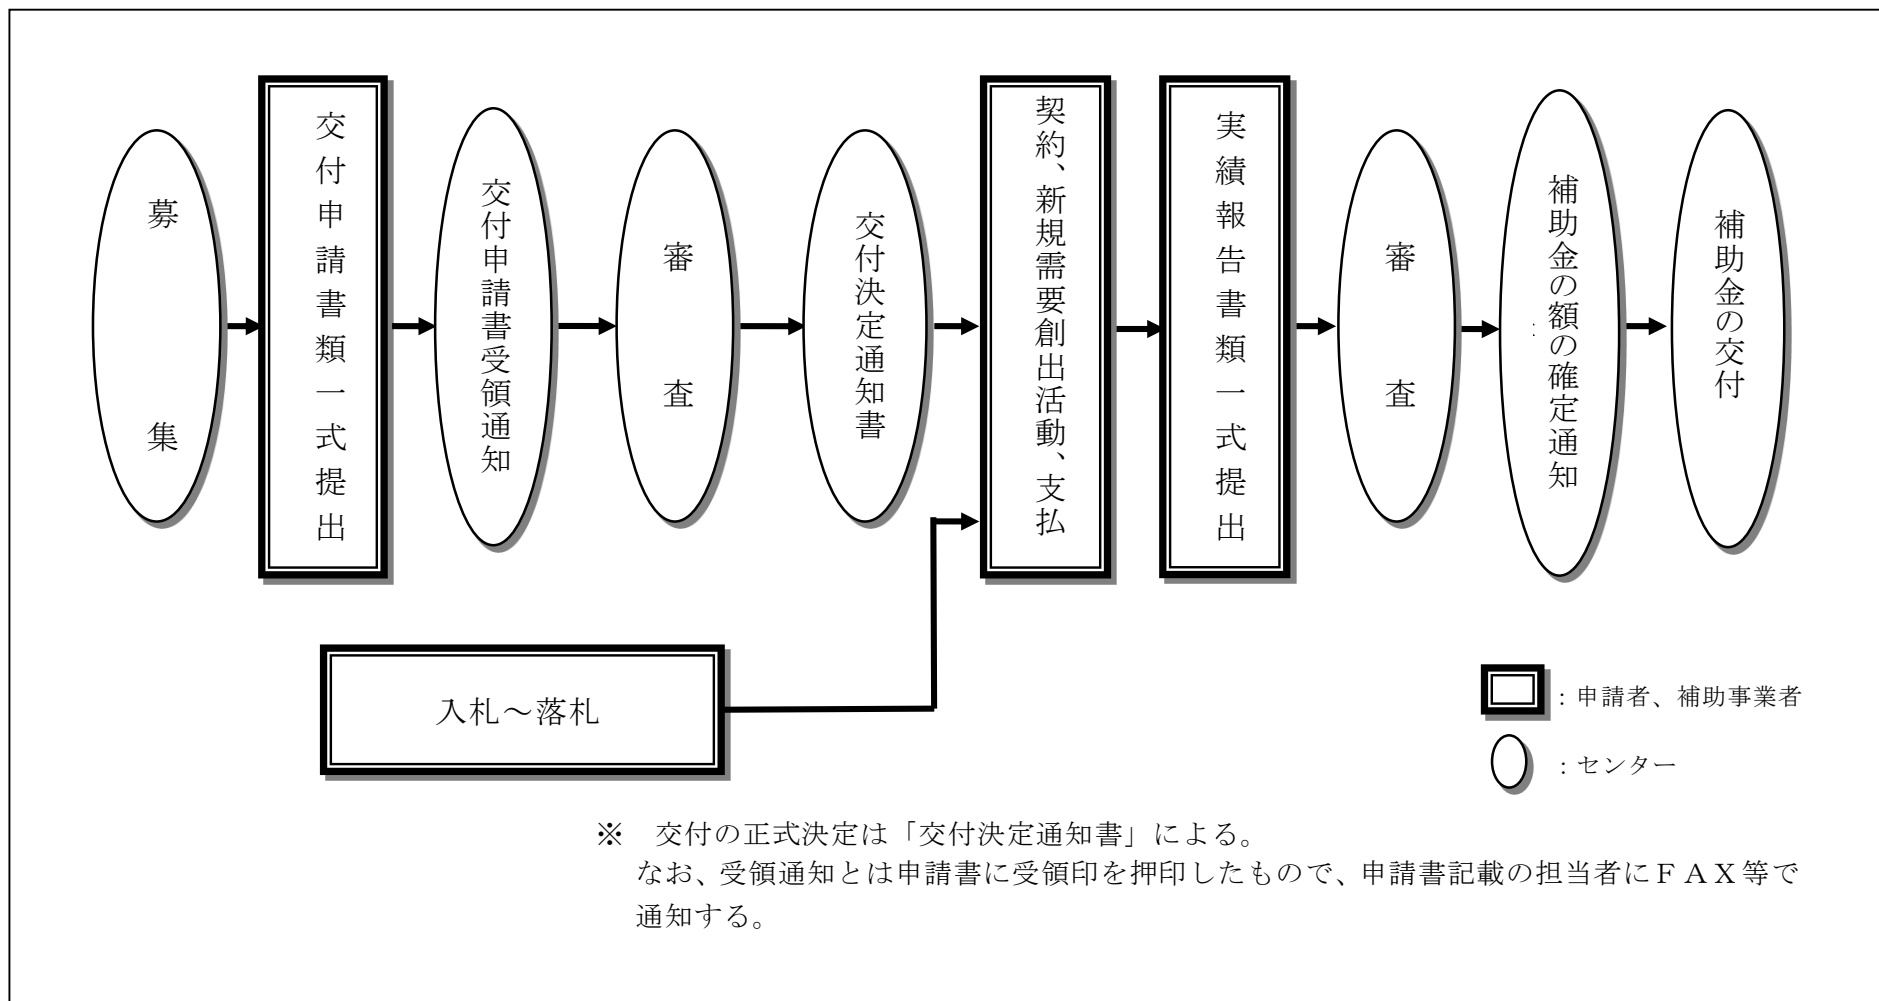 募集
交付申請書類一式提出
交付申請書受領通知
審査
交付決定通知書
契約、新規需要創出活動、支払
実績報告書類一式提出
審査
補助金の額の確定通知
補助金の交付
入札～落札
：申請者、補助事業者
：センター
※　交付の正式決定は「交付決定通知書」による。
なお、受領通知とは申請書に受領印を押印したもので、申請書記載の担当者にＦＡＸ等で
通知する。